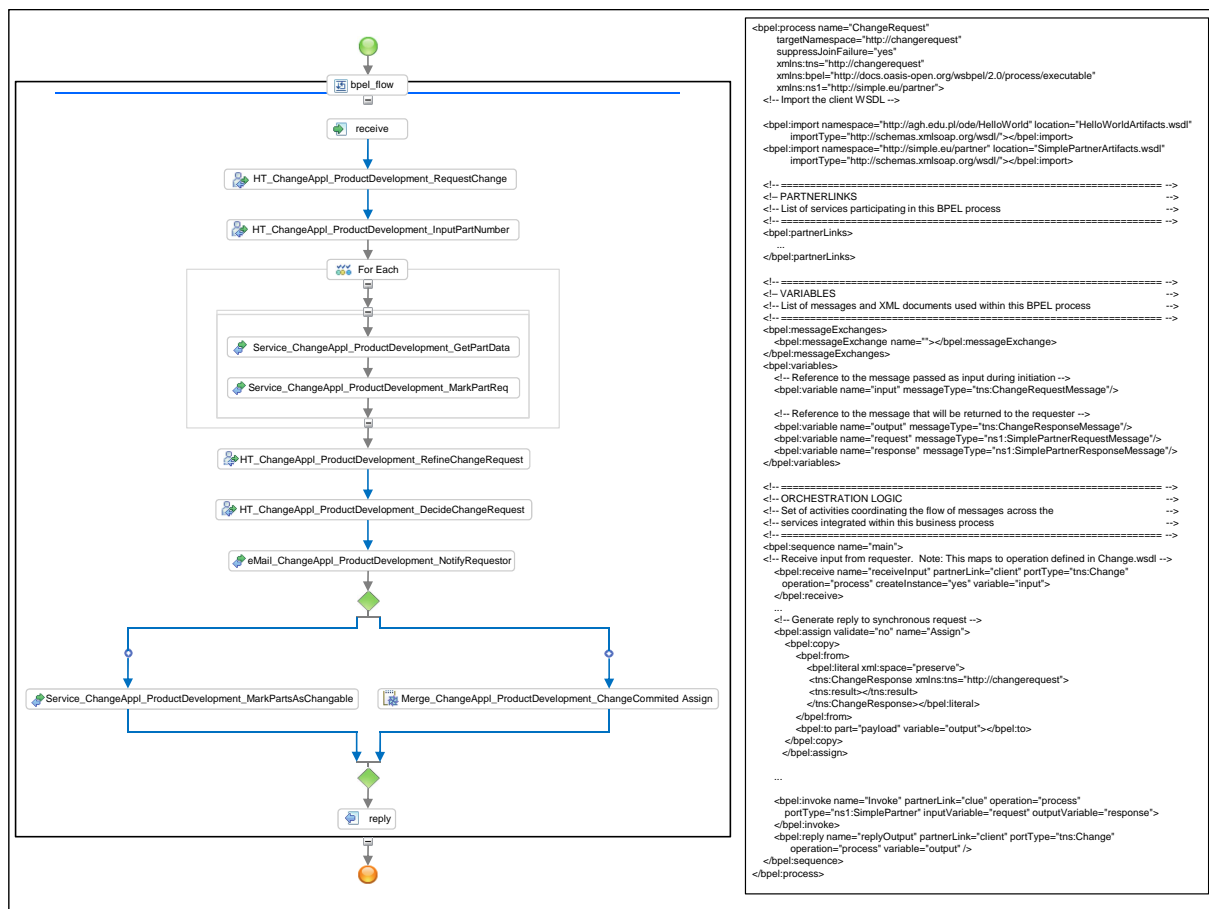 bpel_flow
receive
HT_ChangeAppl_ProductDevelopment_RequestChange
HT_ChangeAppl_ProductDevelopment_InputPartNumber
For Each
Service_ChangeAppl_ProductDevelopment_GetPartData
Service_ChangeAppl_ProductDevelopment_MarkPartReq
HT_ChangeAppl_ProductDevelopment_RefineChangeRequest
HT_ChangeAppl_ProductDevelopment_DecideChangeRequest
eMail_ChangeAppl_ProductDevelopment_NotifyRequestor
Service_ChangeAppl_ProductDevelopment_MarkPartsAsChangable
Merge_ChangeAppl_ProductDevelopment_ChangeCommited Assign
reply
<bpel:process name="ChangeRequest"
targetNamespace="http://changerequest"
suppressJoinFailure="yes"
xmlns:tns="http://changerequest"
xmlns:bpel="http://docs.oasis-open.org/wsbpel/2.0/process/executable"
xmlns:ns1="http://simple.eu/partner">
<!-- Import the client WSDL -->
<bpel:import namespace="http://agh.edu.pl/ode/HelloWorld" location="HelloWorldArtifacts.wsdl"
importType="http://schemas.xmlsoap.org/wsdl/"></bpel:import>
<bpel:import namespace="http://simple.eu/partner" location="SimplePartnerArtifacts.wsdl"
importType="http://schemas.xmlsoap.org/wsdl/"></bpel:import>
<!-- ================================================================= -->
<!– PARTNERLINKS -->
<!-- List of services participating in this BPEL process -->
<!-- ================================================================= -->
<bpel:partnerLinks>
...
</bpel:partnerLinks>
<!-- ================================================================= -->
<!– VARIABLES -->
<!-- List of messages and XML documents used within this BPEL process -->
<!-- ================================================================= -->
<bpel:messageExchanges>
<bpel:messageExchange name=""></bpel:messageExchange>
</bpel:messageExchanges>
<bpel:variables>
<!-- Reference to the message passed as input during initiation -->
<bpel:variable name="input" messageType="tns:ChangeRequestMessage"/>
<!-- Reference to the message that will be returned to the requester -->
<bpel:variable name="output" messageType="tns:ChangeResponseMessage"/>
<bpel:variable name="request" messageType="ns1:SimplePartnerRequestMessage"/>
<bpel:variable name="response" messageType="ns1:SimplePartnerResponseMessage"/>
</bpel:variables>
<!-- ================================================================= -->
<!-- ORCHESTRATION LOGIC -->
<!-- Set of activities coordinating the flow of messages across the -->
<!-- services integrated within this business process -->
<!-- ================================================================= -->
<bpel:sequence name="main">
<!-- Receive input from requester. Note: This maps to operation defined in Change.wsdl -->
<bpel:receive name="receiveInput" partnerLink="client" portType="tns:Change"
operation="process" createInstance="yes" variable="input">
</bpel:receive>
...
<!-- Generate reply to synchronous request -->
<bpel:assign validate="no" name="Assign">
<bpel:copy>
<bpel:from>
<bpel:literal xml:space="preserve">
<tns:ChangeResponse xmlns:tns="http://changerequest">
<tns:result></tns:result>
</tns:ChangeResponse></bpel:literal>
</bpel:from>
<bpel:to part="payload" variable="output"></bpel:to>
</bpel:copy>
</bpel:assign>
...
<bpel:invoke name="Invoke" partnerLink="clue" operation="process"
portType="ns1:SimplePartner" inputVariable="request" outputVariable="response">
</bpel:invoke>
<bpel:reply name="replyOutput" partnerLink="client" portType="tns:Change"
operation="process" variable="output" />
</bpel:sequence>
</bpel:process>